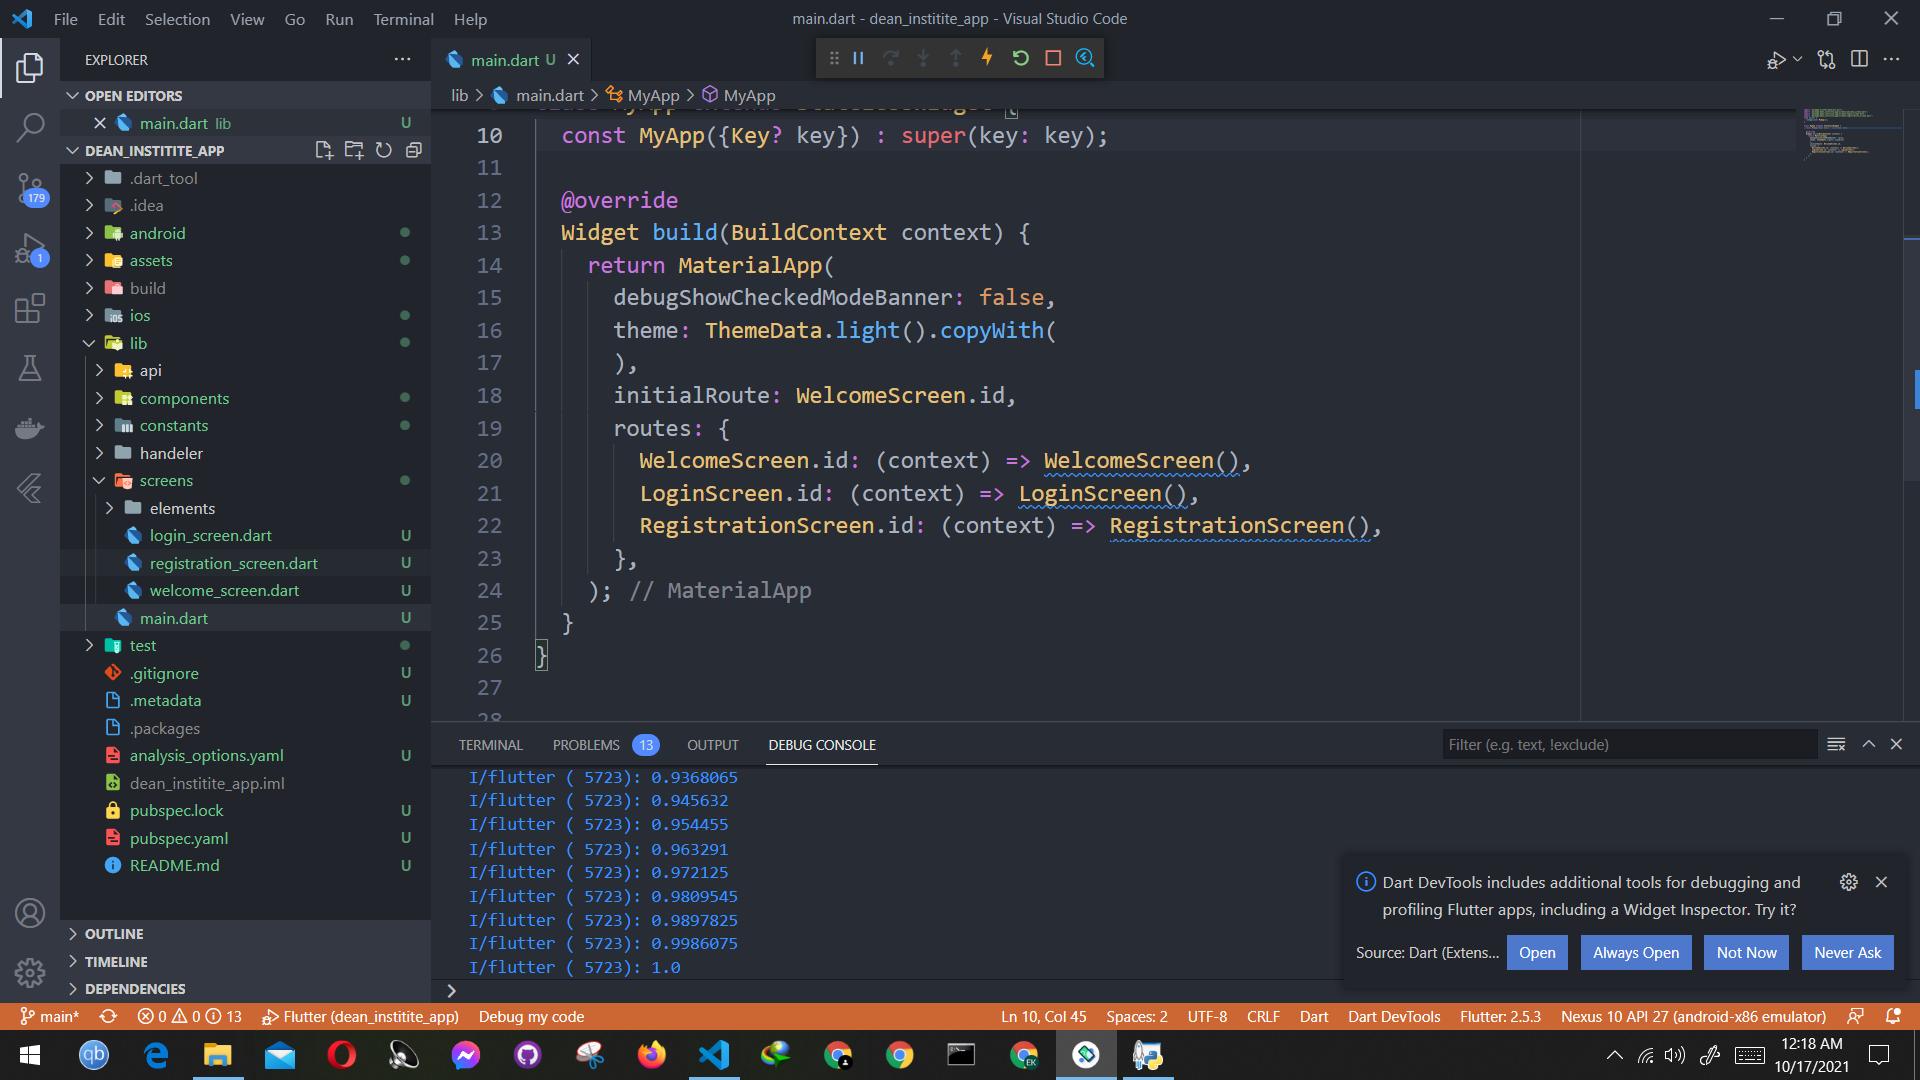 File Edit Selection View Go Run Terminal Help
main.dart - dean_institite_app - Visual Studio Code
EXPLORER
OPEN EDITORS
main.dart lib U
DEAN_INSTITITE_APP
.dart_tool
.idea
android
assets
build
ios
lib
api
components
constants
handeler
screens
elements
login_screen.dart U
registration_screen.dart U
welcome_screen.dart U
main.dart U
test
.gitignore U
.metadata U
.packages
analysis_options.yaml U
dean_institite_app.iml
pubspec.lock U
pubspec.yaml U
README.md U
OUTLINE
TIMELINE
DEPENDENCIES
179
1
main.dart U
lib > main.dart > MyApp > MyApp
10 const MyApp({Key? key}) : super(key: key);
11
12 @override
13 Widget build(BuildContext context) {
14 return MaterialApp(
15 debugShowCheckedModeBanner: false,
16 theme: ThemeData.light().copyWith(
17 ),
18 initialRoute: WelcomeScreen.id,
19 routes: {
20 WelcomeScreen.id: (context) => WelcomeScreen(),
21 LoginScreen.id: (context) => LoginScreen(),
22 RegistrationScreen.id: (context) => RegistrationScreen(),
23 },
24 ); // MaterialApp
25 }
26 }
27
28
TERMINAL PROBLEMS 13 OUTPUT DEBUG CONSOLE
Filter (e.g. text, !exclude)
I/flutter ( 5723): 0.9368065
I/flutter ( 5723): 0.945632
I/flutter ( 5723): 0.954455
I/flutter ( 5723): 0.963291
I/flutter ( 5723): 0.972125
I/flutter ( 5723): 0.9809545
I/flutter ( 5723): 0.9897825
I/flutter ( 5723): 0.9986075
I/flutter ( 5723): 1.0
Dart DevTools includes additional tools for debugging and
profiling Flutter apps, including a Widget Inspector. Try it?
Source: Dart (Extens... Open Always Open Not Now Never Ask
main* 0 0 13 Flutter (dean_institite_app) Debug my code
Ln 10, Col 45 Spaces: 2 UTF-8 CRLF Dart Dart DevTools Flutter: 2.5.3 Nexus 10 API 27 (android-x86 emulator)
qb
EK
12:18 AM
10/17/2021